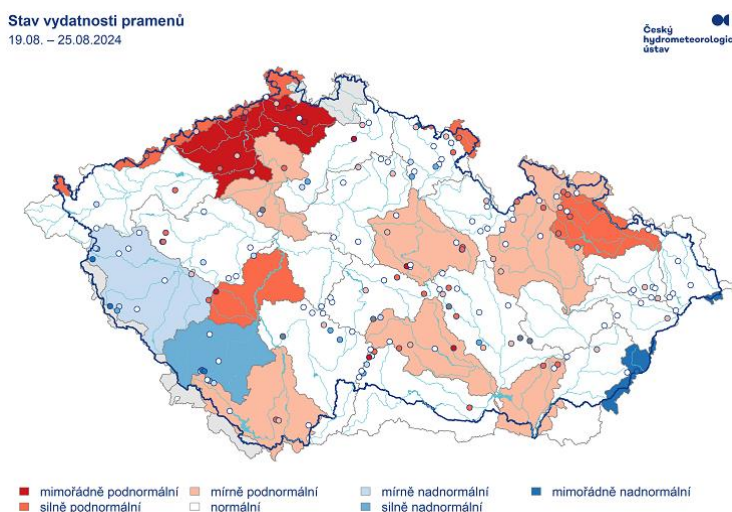 Stav vydatnosti pramenů
19.08. – 25.08.2024
Český
hydrometeorologic
ústav
mimořádně podnormální
mírně podnormální
mírně nadnormální
mimořádně nadnormální
silně podnormální
normální
silně nadnormální